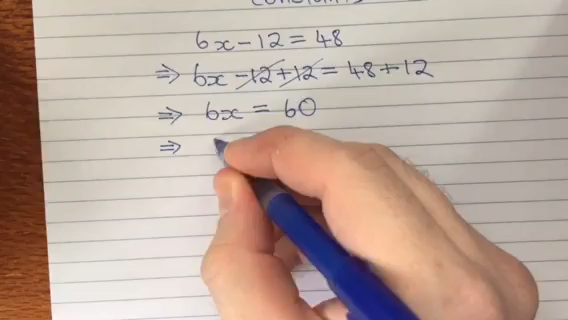 6x - 12 = 48
⇒ 6x - 12 + 12 = 48 + 12
⇒ 6x = 60
⇒